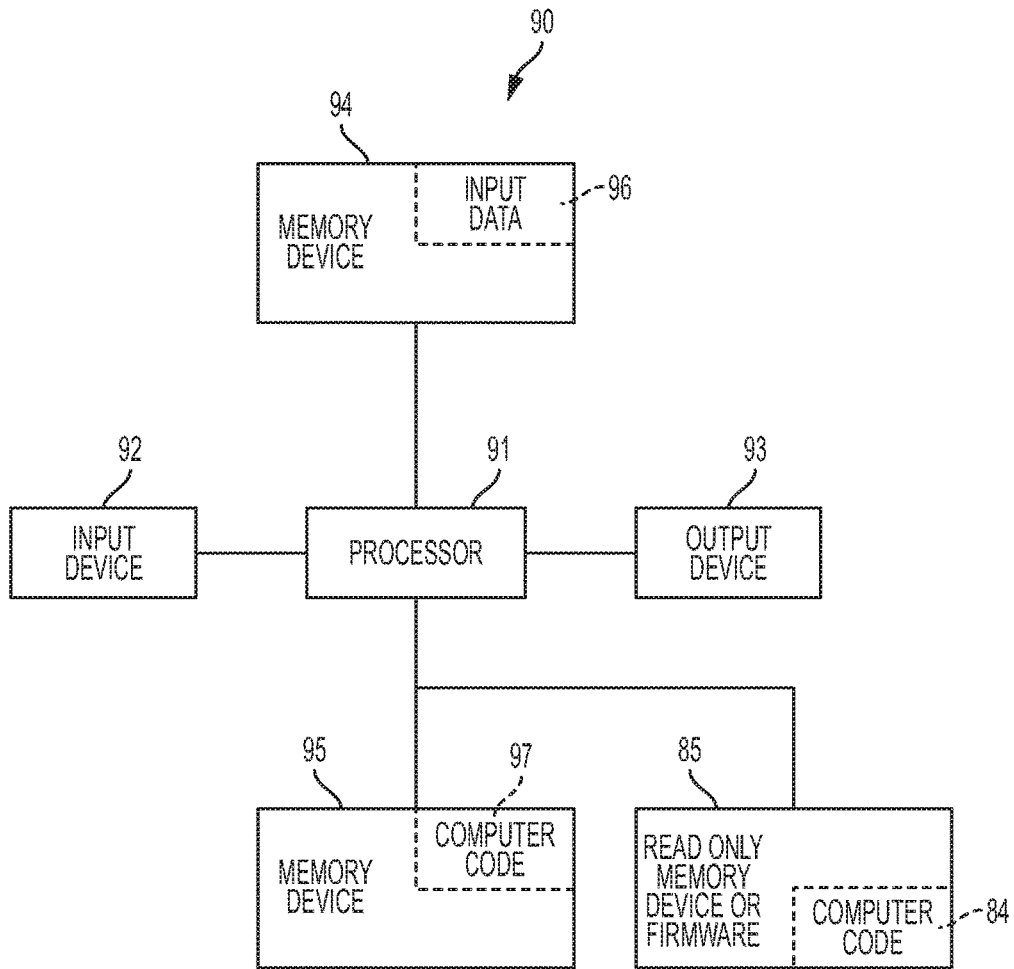 90
94
INPUT
DATA
96
MEMORY
DEVICE
92
91
93
INPUT
DEVICE
PROCESSOR
OUTPUT
DEVICE
95
97
85
COMPUTER
CODE
MEMORY
DEVICE
READ ONLY
MEMORY
DEVICE OR
FIRMWARE
COMPUTER
CODE
84